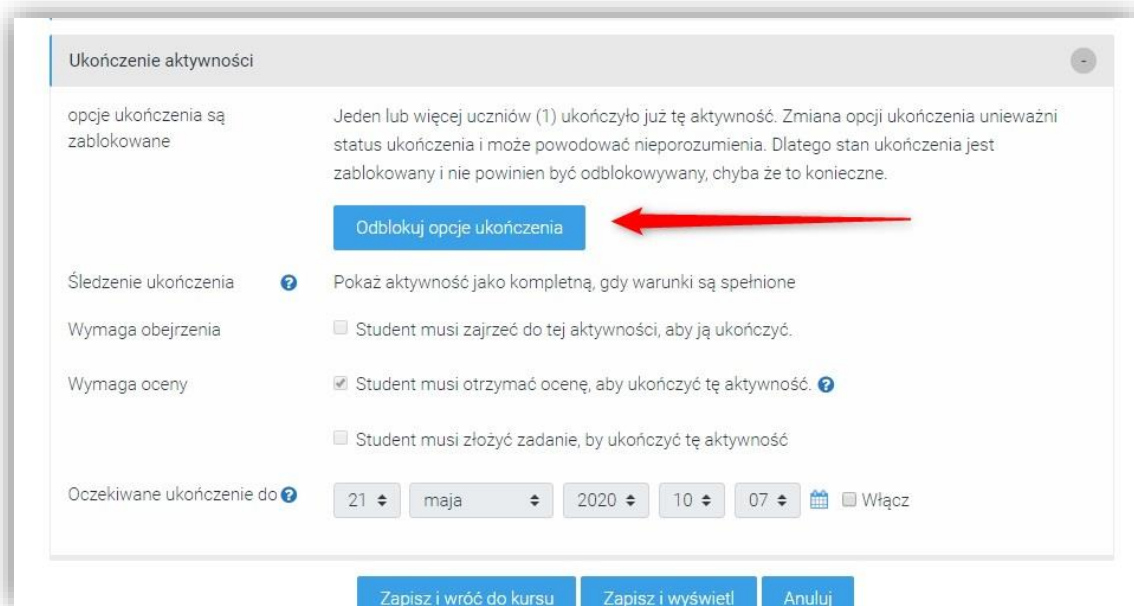 Ukończenie aktywności
-
opcje ukończenia są
zablokowane
Jeden lub więcej uczniów (1) ukończyło już tę aktywność. Zmiana opcji ukończenia unieważni
status ukończenia i może powodować nieporozumienia. Dlatego stan ukończenia jest
zablokowany i nie powinien być odblokowywany, chyba że to konieczne.
Odblokuj opcje ukończenia
Śledzenie ukończenia ? Pokaż aktywność jako kompletną, gdy warunki są spełnione
Wymaga obejrzenia Student musi zajrzeć do tej aktywności, aby ją ukończyć.
Wymaga oceny Student musi otrzymać ocenę, aby ukończyć tę aktywność. ?
Student musi złożyć zadanie, by ukończyć tę aktywność
Oczekiwane ukończenie do ? 21 maja 2020 10 07 Włącz
Zapisz i wróć do kursu Zapisz i wyświetl Anuluj